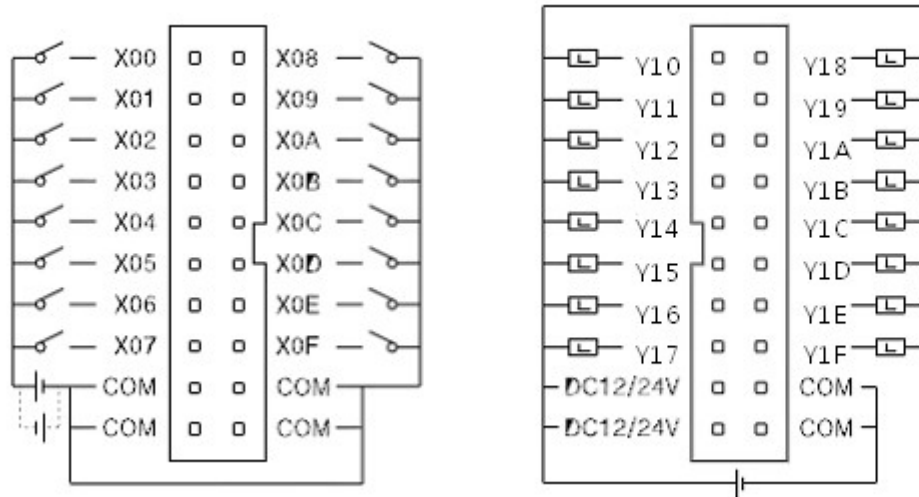 X00 X08
X01 X09
X02 X0A
X03 X0B
X04 X0C
X05 X0D
X06 X0E
X07 X0F
COM COM
COM COM
Y10 Y18
L L
Y11 Y19
L L
Y12 Y1A
L L
Y13 Y1B
L L
Y14 Y1C
L L
Y15 Y1D
L L
Y16 Y1E
L L
Y17 Y1F
L L
DC12/24V COM
DC12/24V COM